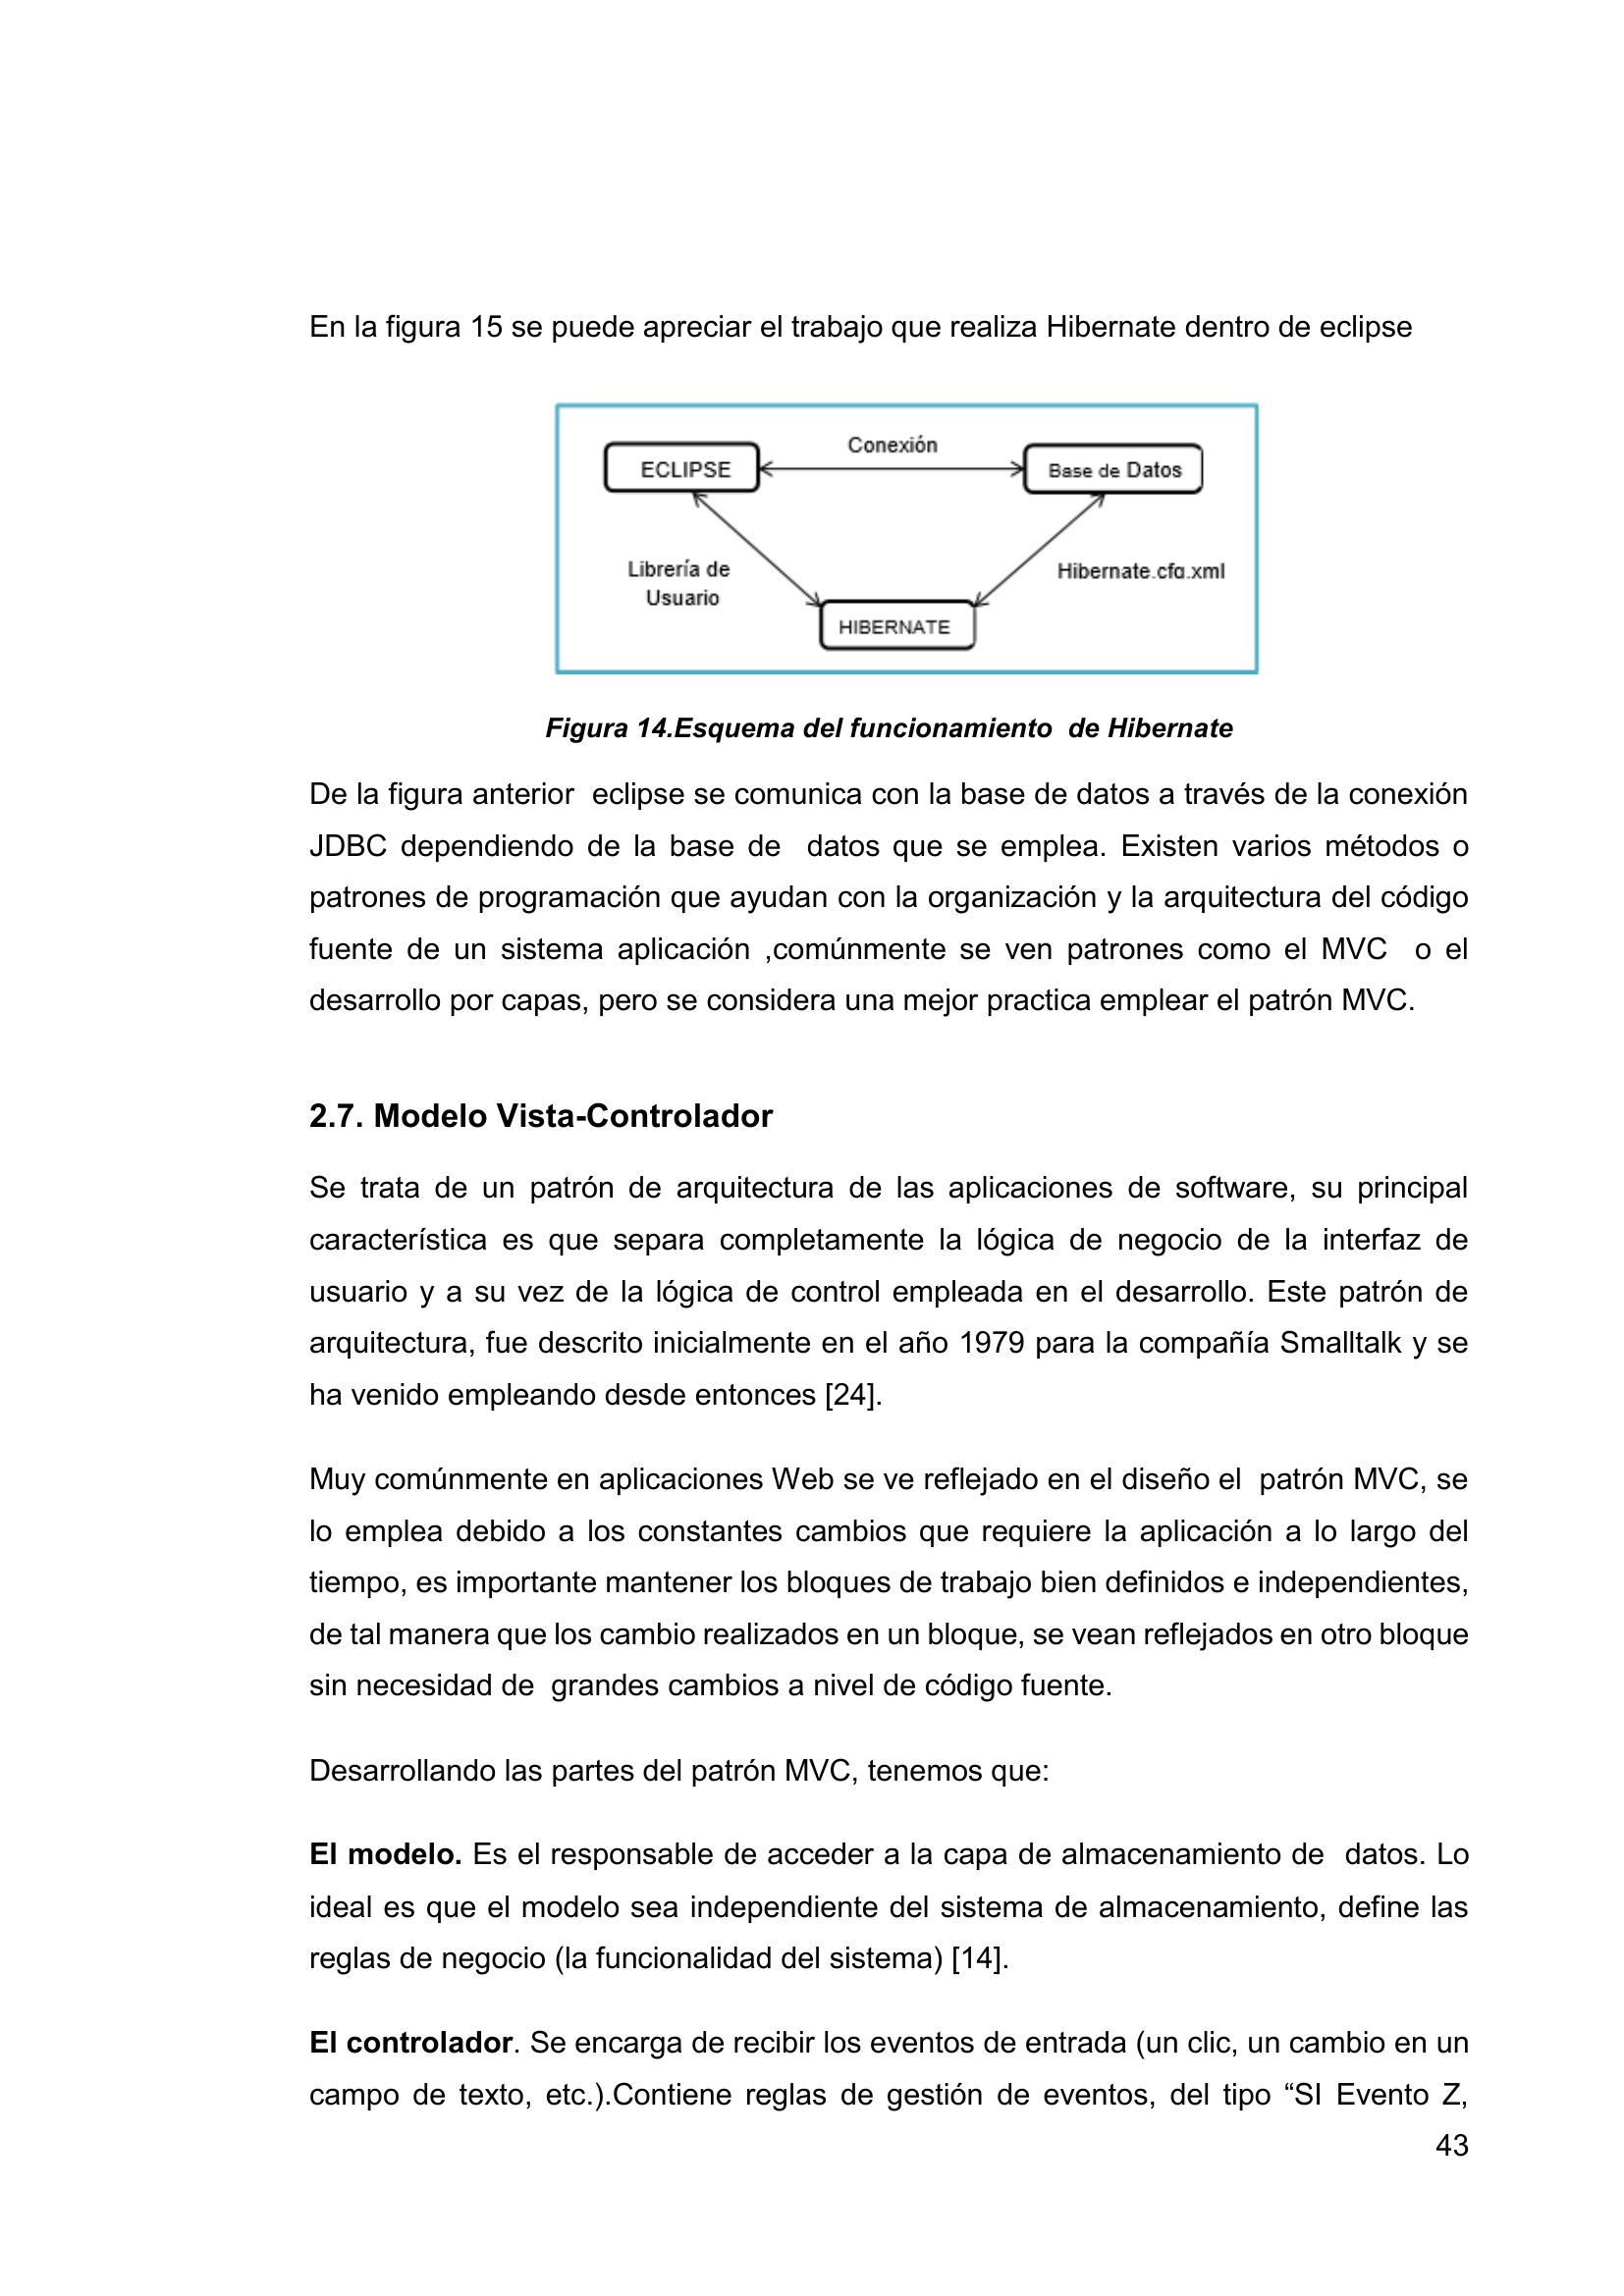 En la figura 15 se puede apreciar el trabajo que realiza Hibernate dentro de eclipse
ECLIPSE
Conexión
Base de Datos
Librería de
Usuario
Hibernate.cfg.xml
HIBERNATE
Figura 14.Esquema del funcionamiento  de Hibernate
De la figura anterior  eclipse se comunica con la base de datos a través de la conexión
JDBC dependiendo de la base de  datos que se emplea. Existen varios métodos o
patrones de programación que ayudan con la organización y la arquitectura del código
fuente de un sistema aplicación ,comúnmente se ven patrones como el MVC  o el
desarrollo por capas, pero se considera una mejor practica emplear el patrón MVC.
2.7. Modelo Vista-Controlador
Se trata de un patrón de arquitectura de las aplicaciones de software, su principal
característica es que separa completamente la lógica de negocio de la interfaz de
usuario y a su vez de la lógica de control empleada en el desarrollo. Este patrón de
arquitectura, fue descrito inicialmente en el año 1979 para la compañía Smalltalk y se
ha venido empleando desde entonces [24].
Muy comúnmente en aplicaciones Web se ve reflejado en el diseño el  patrón MVC, se
lo emplea debido a los constantes cambios que requiere la aplicación a lo largo del
tiempo, es importante mantener los bloques de trabajo bien definidos e independientes,
de tal manera que los cambio realizados en un bloque, se vean reflejados en otro bloque
sin necesidad de  grandes cambios a nivel de código fuente.
Desarrollando las partes del patrón MVC, tenemos que:
El modelo. Es el responsable de acceder a la capa de almacenamiento de  datos. Lo
ideal es que el modelo sea independiente del sistema de almacenamiento, define las
reglas de negocio (la funcionalidad del sistema) [14].
El controlador. Se encarga de recibir los eventos de entrada (un clic, un cambio en un
campo de texto, etc.).Contiene reglas de gestión de eventos, del tipo “SI Evento Z,
43